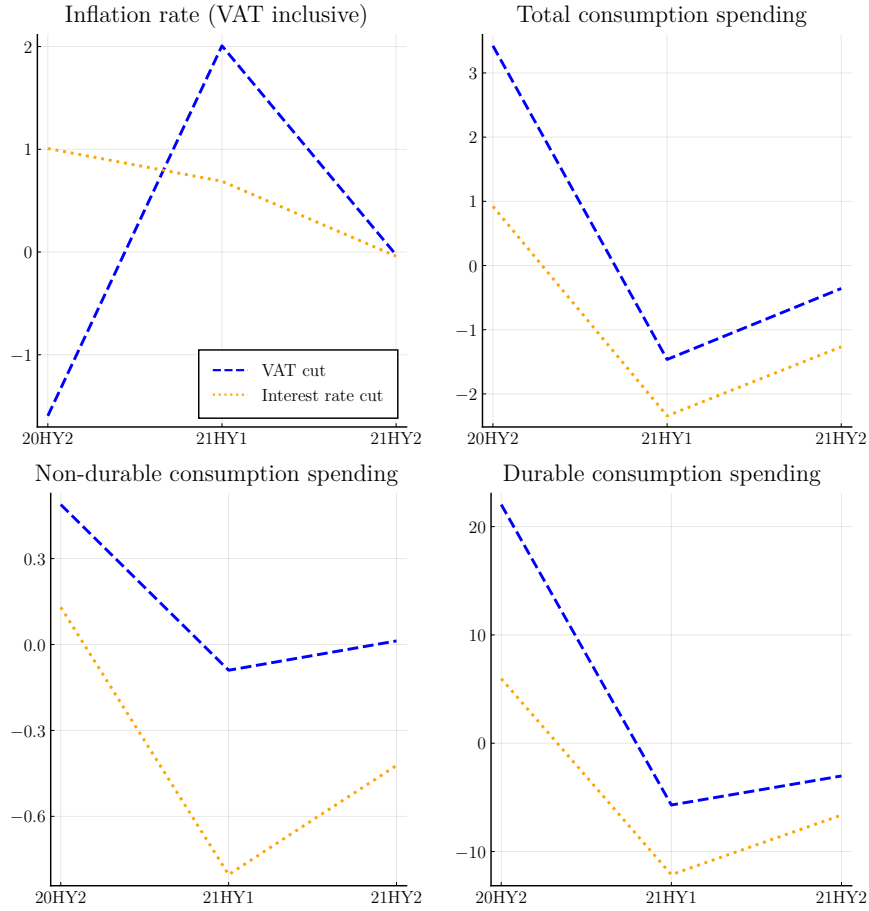 Inflation rate (VAT inclusive)
2
1
0
−1
20HY2
21HY1
21HY2
VAT cut
Interest rate cut
Total consumption spending
3
2
1
0
−1
−2
20HY2
21HY1
21HY2
Non-durable consumption spending
0.3
0.0
−0.3
−0.6
20HY2
21HY1
21HY2
Durable consumption spending
20
10
0
−10
20HY2
21HY1
21HY2